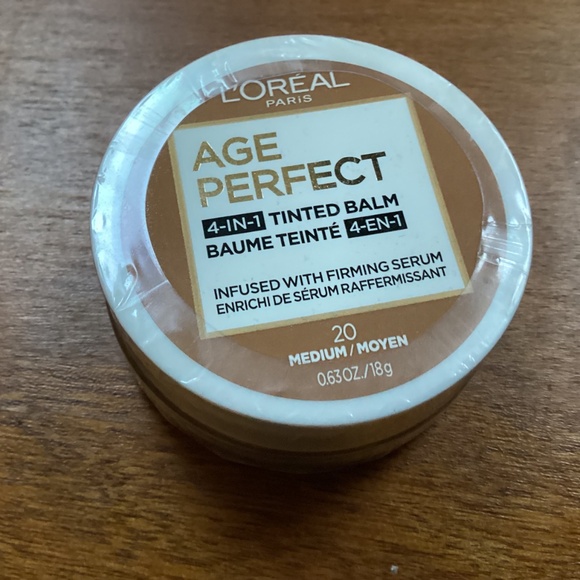 L'ORÉAL
PARIS
AGE
PERFECT
4-IN-1 TINTED BALM
BAUME TEINTÉ 4-EN-1
INFUSED WITH FIRMING SERUM
ENRICHI DE SÉRUM RAFFERMISSANT
20
MEDIUM/MOYEN
0.63 OZ./18g